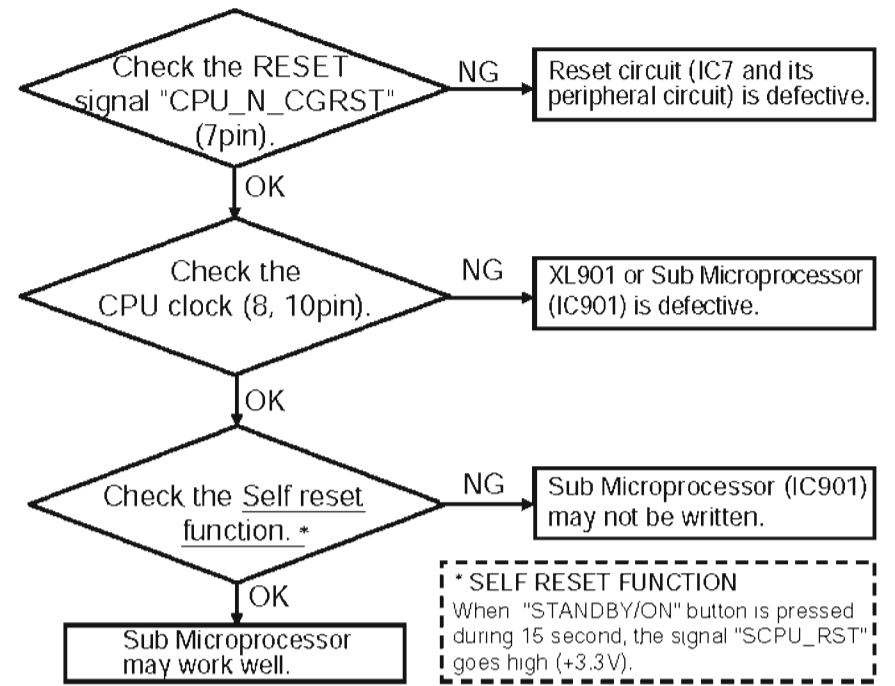 Check the RESET
signal "CPU_N_CGRST"
(7pin).
NG
Reset circuit (IC7 and its
peripheral circuit) is defective.
OK
Check the
CPU clock (8, 10pin).
NG
XL901 or Sub Microprocessor
(IC901) is defective.
OK
Check the Self reset
function. *
NG
Sub Microprocessor (IC901)
may not be written.
OK
Sub Microprocessor
may work well.
* SELF RESET FUNCTION
When "STANDBY/ON" button is pressed
during 15 second, the signal "SCPU_RST"
goes high (+3.3V).